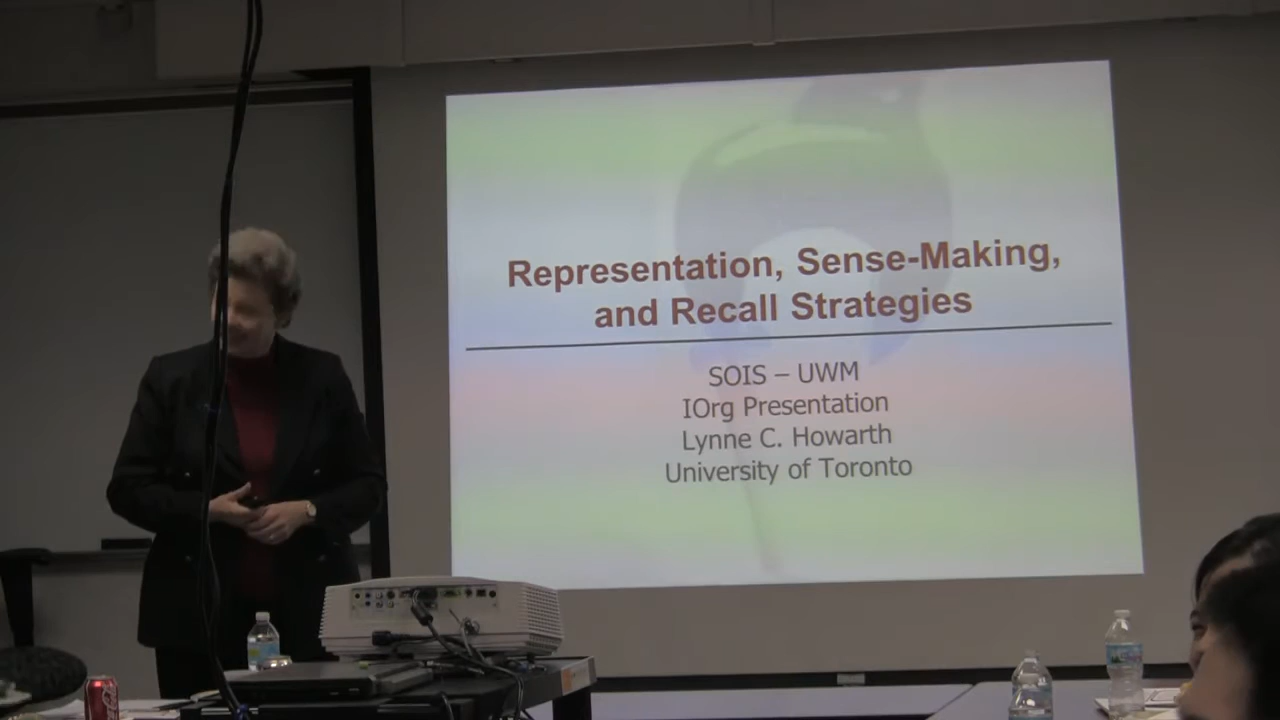 Representation, Sense-Making,
and Recall Strategies
SOIS – UWM
IOrg Presentation
Lynne C. Howarth
University of Toronto